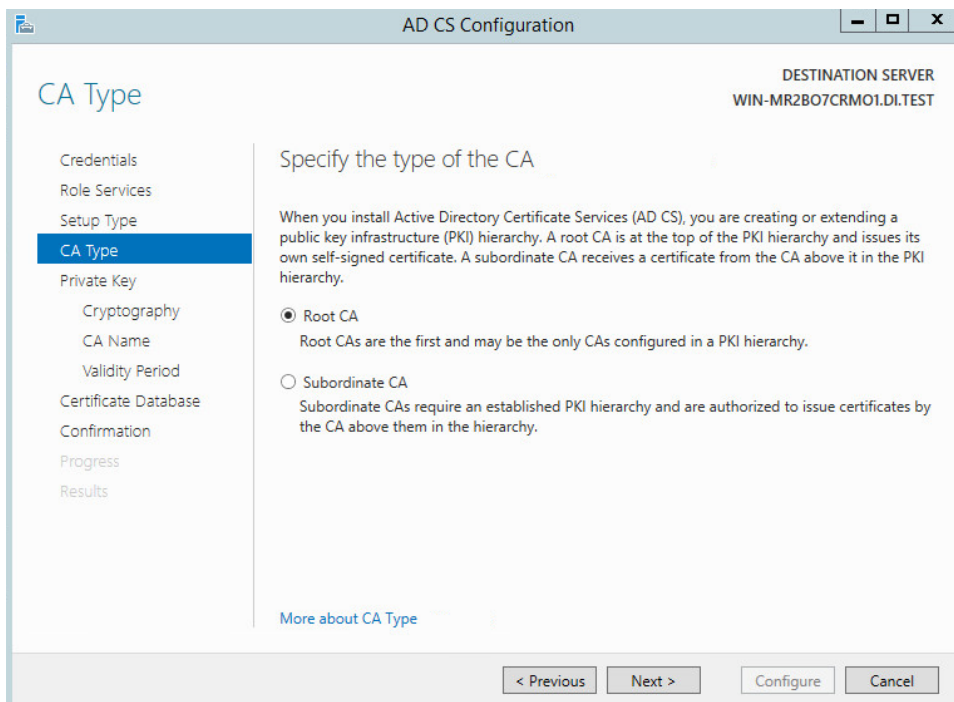 AD CS Configuration
CA Type
DESTINATION SERVER
WIN-MR2BO7CRMO1.DI.TEST
Credentials
Role Services
Setup Type
CA Type
Private Key
Cryptography
CA Name
Validity Period
Certificate Database
Confirmation
Progress
Results
Specify the type of the CA
When you install Active Directory Certificate Services (AD CS), you are creating or extending a
public key infrastructure (PKI) hierarchy. A root CA is at the top of the PKI hierarchy and issues its
own self-signed certificate. A subordinate CA receives a certificate from the CA above it in the PKI
hierarchy.
Root CA
Root CAs are the first and may be the only CAs configured in a PKI hierarchy.
Subordinate CA
Subordinate CAs require an established PKI hierarchy and are authorized to issue certificates by
the CA above them in the hierarchy.
More about CA Type
< Previous
Next >
Configure
Cancel